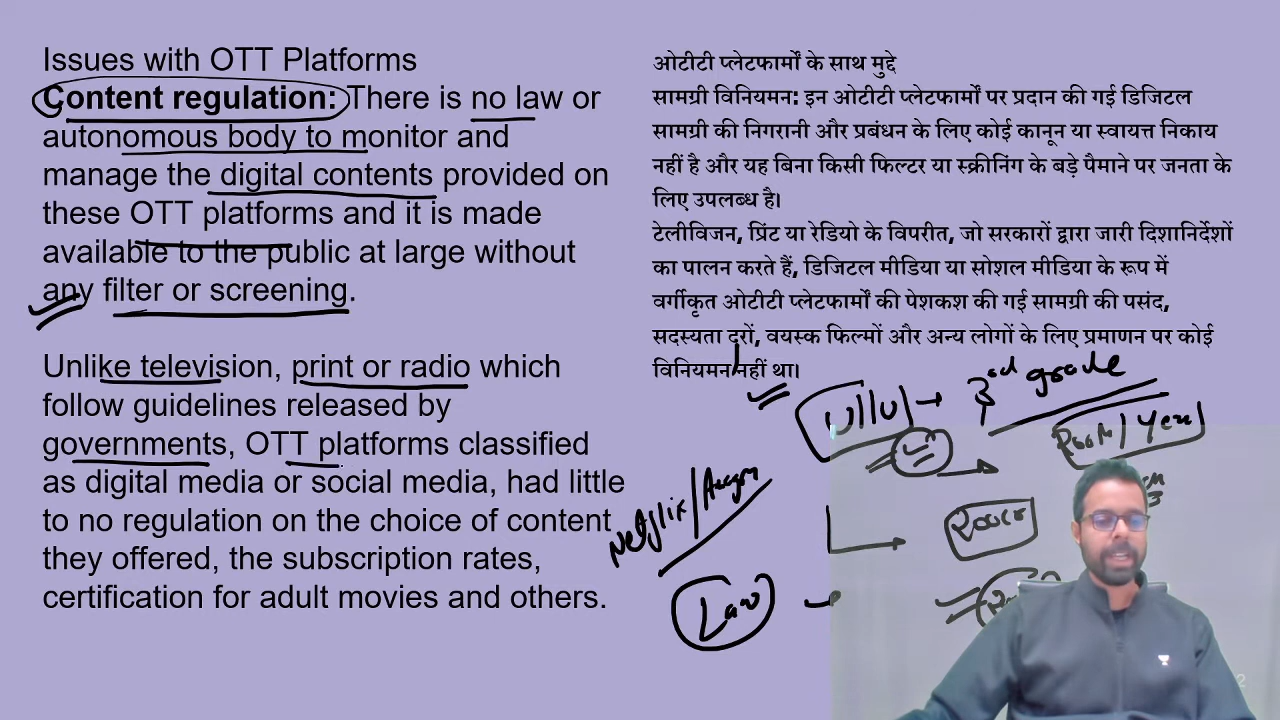 Issues with OTT Platforms
Content regulation: There is no law or
autonomous body to monitor and
manage the digital contents provided on
these OTT platforms and it is made
available to the public at large without
any filter or screening.
Unlike television, print or radio which
follow guidelines released by
governments, OTT platforms classified
as digital media or social media, had little
to no regulation on the choice of content
they offered, the subscription rates,
certification for adult movies and others.
ओटीटी प्लेटफार्मों के साथ मुद्दे
सामग्री विनियमन: इन ओटीटी प्लेटफार्मों पर प्रदान की गई डिजिटल
सामग्री की निगरानी और प्रबंधन के लिए कोई कानून या स्वायत्त निकाय
नहीं है और यह बिना किसी फिल्टर या स्क्रीनिंग के बड़े पैमाने पर जनता के
लिए उपलब्ध है।
टेलीविजन, प्रिंट या रेडियो के विपरीत, जो सरकारों द्वारा जारी दिशानिर्देशों
का पालन करते हैं, डिजिटल मीडिया या सोशल मीडिया के रूप में
वर्गीकृत ओटीटी प्लेटफार्मों की पेशकश की गई सामग्री की पसंद,
सदस्यता दरों, वयस्क फिल्मों और अन्य लोगों के लिए प्रमाणन पर कोई
विनियमन नहीं था।
Ullu → 3rd grade
Netflix/
Law
2